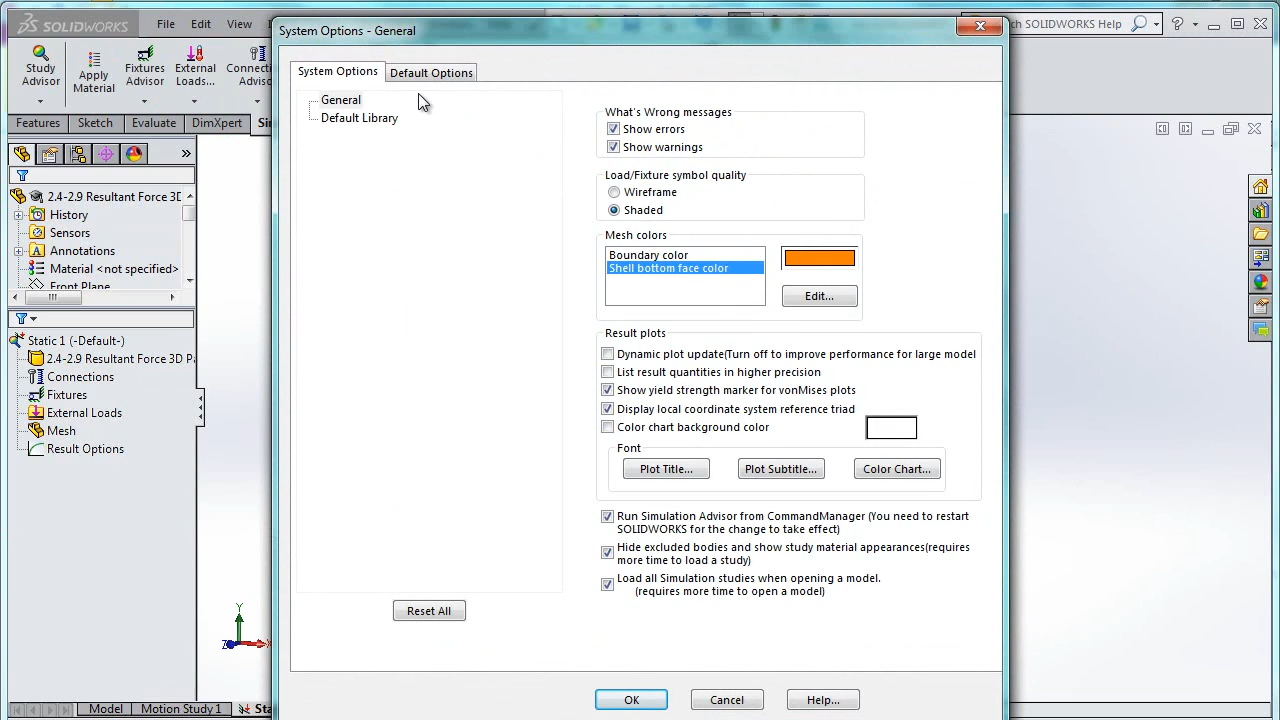 SOLIDWORKS
File
Edit
View
System Options - General
SOLIDWORKS Help
Study
Advisor
Apply
Material
Fixtures
Advisor
External
Loads...
Features
Sketch
Evaluate
DimXpert
System Options
Default Options
General
Default Library
What's Wrong messages
Show errors
Show warnings
Load/Fixture symbol quality
Wireframe
Shaded
Mesh colors
Boundary color
Shell bottom face color
Edit...
Result plots
Dynamic plot update(Turn off to improve performance for large model
List result quantities in higher precision
Show yield strength marker for vonMises plots
Display local coordinate system reference triad
Color chart background color
Font
Plot Title...
Plot Subtitle...
Color Chart...
Run Simulation Advisor from CommandManager (You need to restart
SOLIDWORKS for the change to take effect)
Hide excluded bodies and show study material appearances(requires
more time to load a study)
Load all Simulation studies when opening a model.
(requires more time to open a model)
Reset All
OK
Cancel
Help...
2.4-2.9 Resultant Force 3D
History
Sensors
Annotations
Material <not specified>
Front Plane
Static 1 (-Default-)
2.4-2.9 Resultant Force 3D Pa
Connections
Fixtures
External Loads
Mesh
Result Options
Y
Z
Model
Motion Study 1